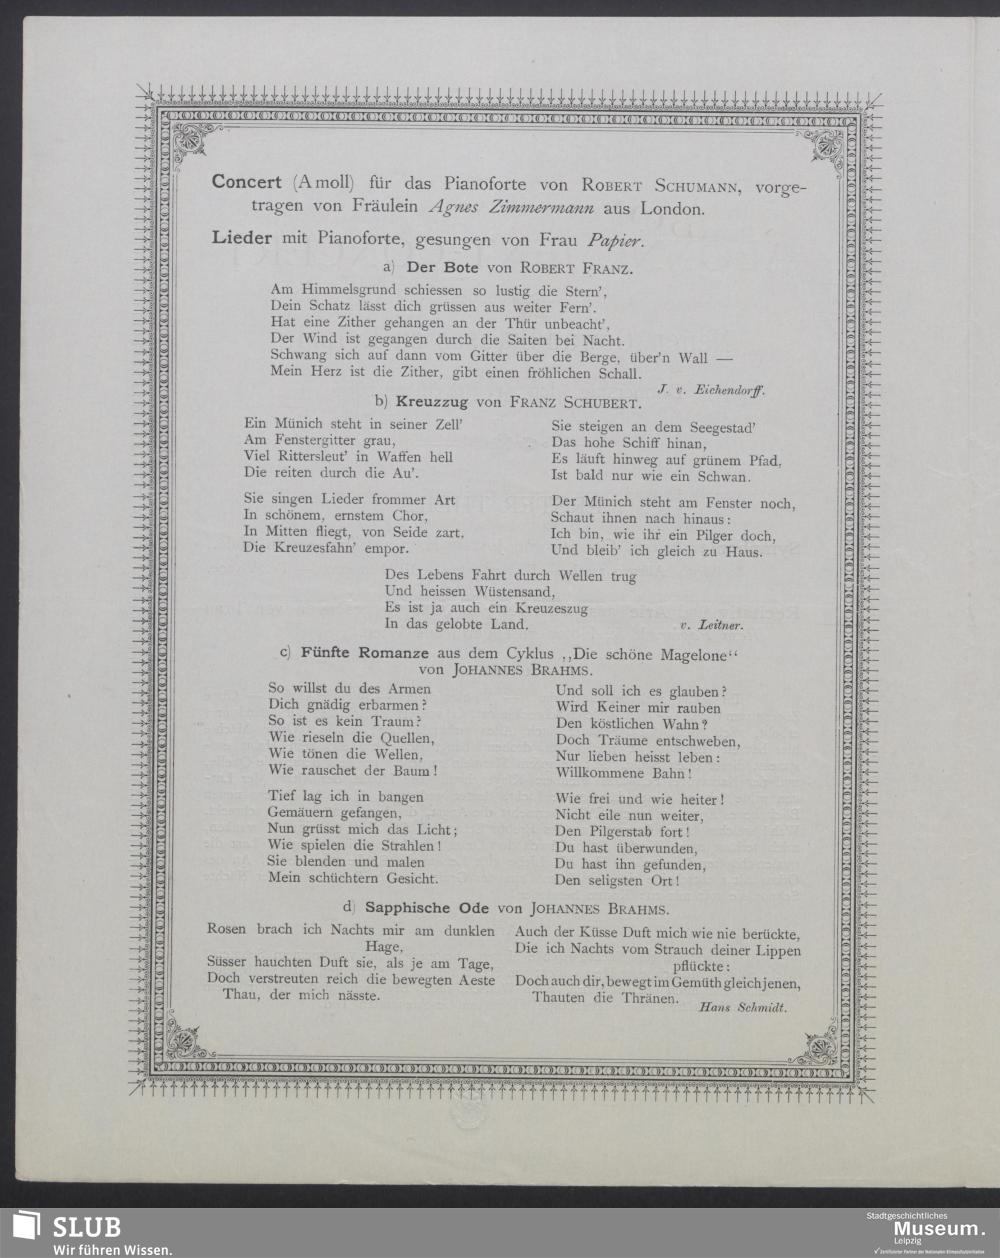 Concert (A moll) für das Pianoforte von ROBERT SCHUMANN, vorge-
tragen von Fräulein Agnes Zimmermann aus London.
Lieder mit Pianoforte, gesungen von Frau Papier.
a) Der Bote von ROBERT FRANZ.
Am Himmelsgrund schiessen so lustig die Stern',
Dein Schatz lässt dich grüssen aus weiter Fern'.
Hat eine Zither gehangen an der Thür unbeacht',
Der Wind ist gegangen durch die Saiten bei Nacht.
Schwang sich auf dann vom Gitter über die Berge, über'n Wall —
Mein Herz ist die Zither, gibt einen fröhlichen Schall.
J. v. Eichendorff.
b) Kreuzzug von FRANZ SCHUBERT.
Ein Münich steht in seiner Zell'
Am Fenstergitter grau,
Viel Rittersleut' in Waffen hell
Die reiten durch die Au'.
Sie singen Lieder frommer Art
In schönem, ernstem Chor,
In Mitten fliegt, von Seide zart,
Die Kreuzesfahn' empor.
Sie steigen an dem Seegestad'
Das hohe Schiff hinan,
Es läuft hinweg auf grünem Pfad,
Ist bald nur wie ein Schwan.
Der Münich steht am Fenster noch,
Schaut ihnen nach hinaus:
Ich bin, wie ihr ein Pilger doch,
Und bleib' ich gleich zu Haus.
Des Lebens Fahrt durch Wellen trug
Und heissen Wüstensand,
Es ist ja auch ein Kreuzeszug
In das gelobte Land.
v. Leitner.
c) Fünfte Romanze aus dem Cyklus ,,Die schöne Magelone“
von JOHANNES BRAHMS.
So willst du des Armen
Dich gnädig erbarmen?
So ist es kein Traum?
Wie rieseln die Quellen,
Wie tönen die Wellen,
Wie rauschet der Baum!
Tief lag ich in bangen
Gemäuern gefangen,
Nun grüsst mich das Licht;
Wie spielen die Strahlen!
Sie blenden und malen
Mein schüchtern Gesicht.
Und soll ich es glauben?
Wird Keiner mir rauben
Den köstlichen Wahn?
Doch Träume entschweben,
Nur lieben heisst leben:
Willkommene Bahn!
Wie frei und wie heiter!
Nicht eile nun weiter,
Den Pilgerstab fort!
Du hast überwunden,
Du hast ihn gefunden,
Den seligsten Ort!
d) Sapphische Ode von JOHANNES BRAHMS.
Rosen brach ich Nachts mir am dunklen
Hage,
Süsser hauchten Duft sie, als je am Tage,
Doch verstreuten reich die bewegten Aeste
Thau, der mich nässte.
Auch der Küsse Duft mich wie nie berückte,
Die ich Nachts vom Strauch deiner Lippen
pflückte:
Doch auch dir, bewegt im Gemüth gleich jenen,
Thauten die Thränen.
Hans Schmidt.
SLUB
Wir führen Wissen.
Stadtgeschichtliches
Museum.
Leipzig
✓ Zertifizierter Partner der Nationalen Klimaschutzinitiative